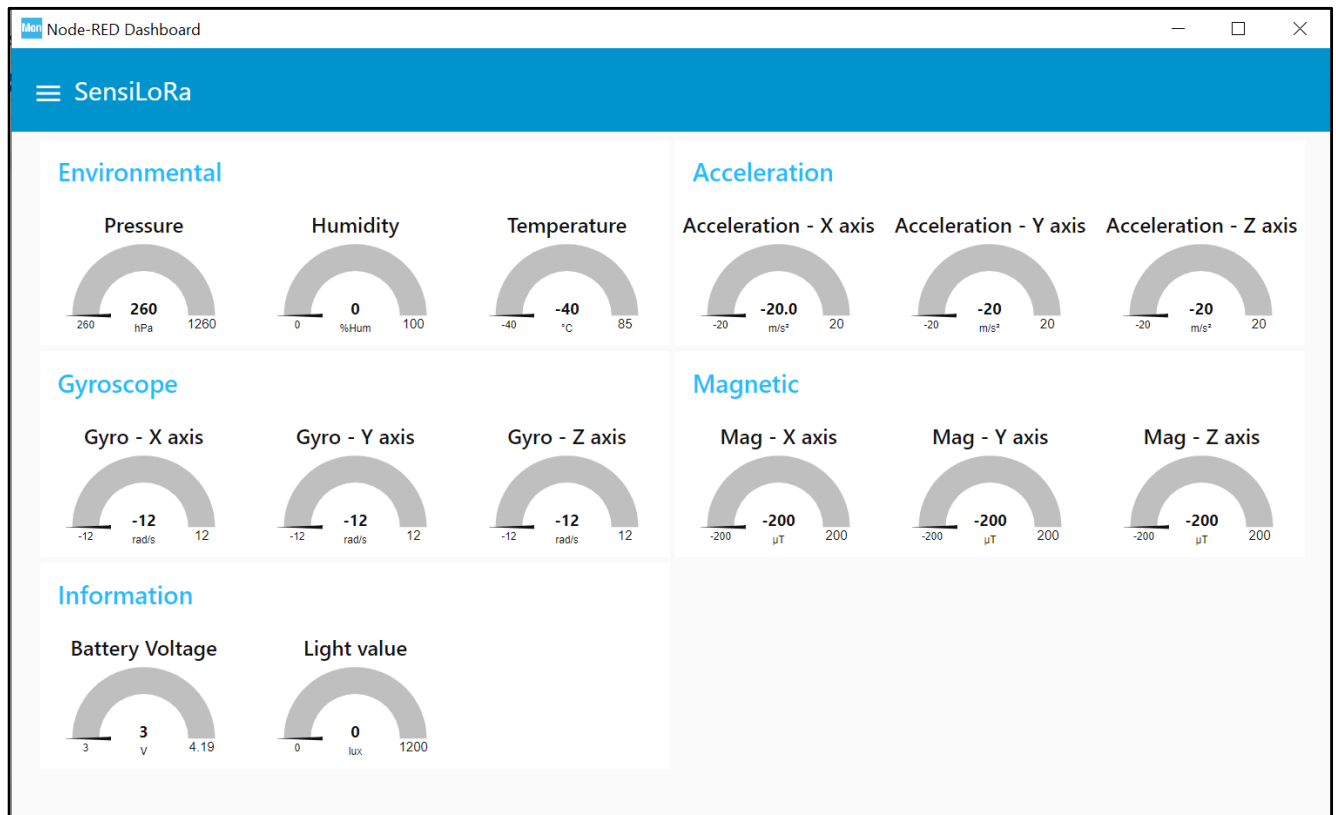 Mon Node-RED Dashboard
SensiLoRa
Environmental
Pressure
260
hPa
260
1260
Humidity
0
%Hum
0
100
Temperature
-40
°C
-40
85
Acceleration
Acceleration - X axis
-20.0
m/s²
-20
20
Acceleration - Y axis
-20
m/s²
-20
20
Acceleration - Z axis
-20
m/s²
-20
20
Gyroscope
Gyro - X axis
-12
rad/s
-12
12
Gyro - Y axis
-12
rad/s
-12
12
Gyro - Z axis
-12
rad/s
-12
12
Magnetic
Mag - X axis
-200
µT
-200
200
Mag - Y axis
-200
µT
-200
200
Mag - Z axis
-200
µT
-200
200
Information
Battery Voltage
3
V
3
4.19
Light value
0
lux
0
1200